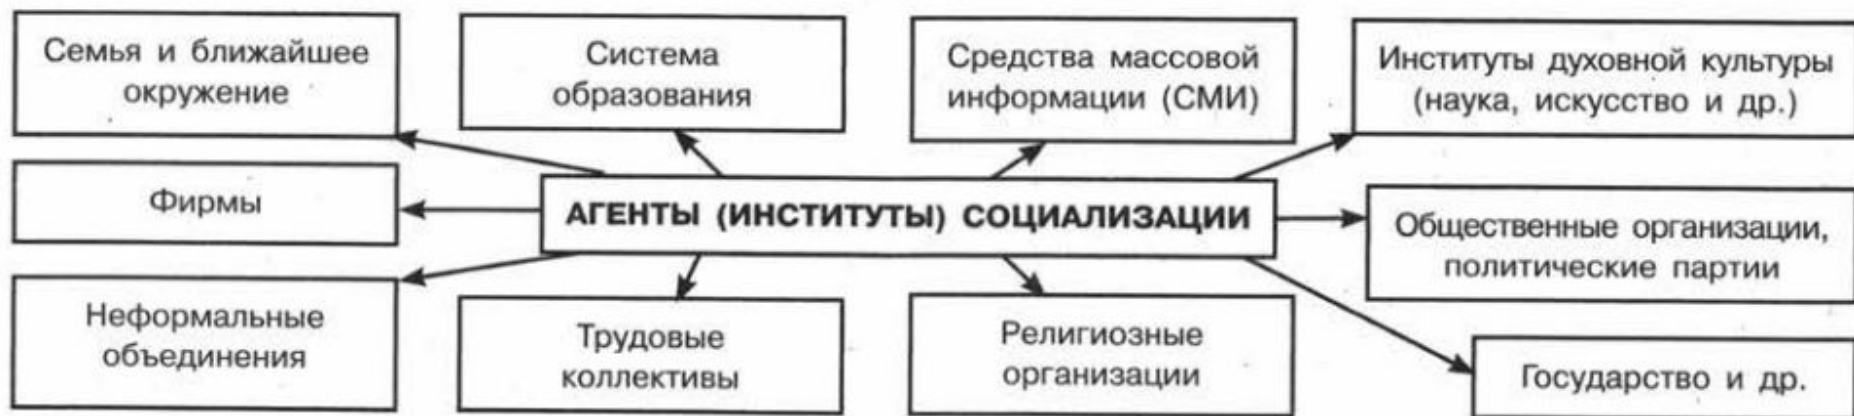 Семья и ближайшее
окружение
Система
образования
Средства массовой
информации (СМИ)
Институты духовной культуры
(наука, искусство и др.)
Фирмы
АГЕНТЫ (ИНСТИТУТЫ) СОЦИАЛИЗАЦИИ
Общественные организации,
политические партии
Неформальные
объединения
Трудовые
коллективы
Религиозные
организации
Государство и др.